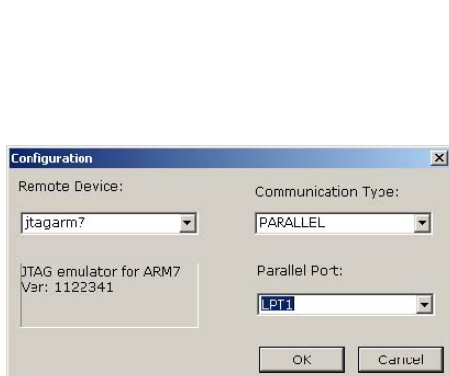 Configuration
Remote Device:
jtagarm7
JTAG emulator for ARM7
Ver: 1122341
Communication Type:
PARALLEL
Parallel Port:
LPT1
OK
Cancel